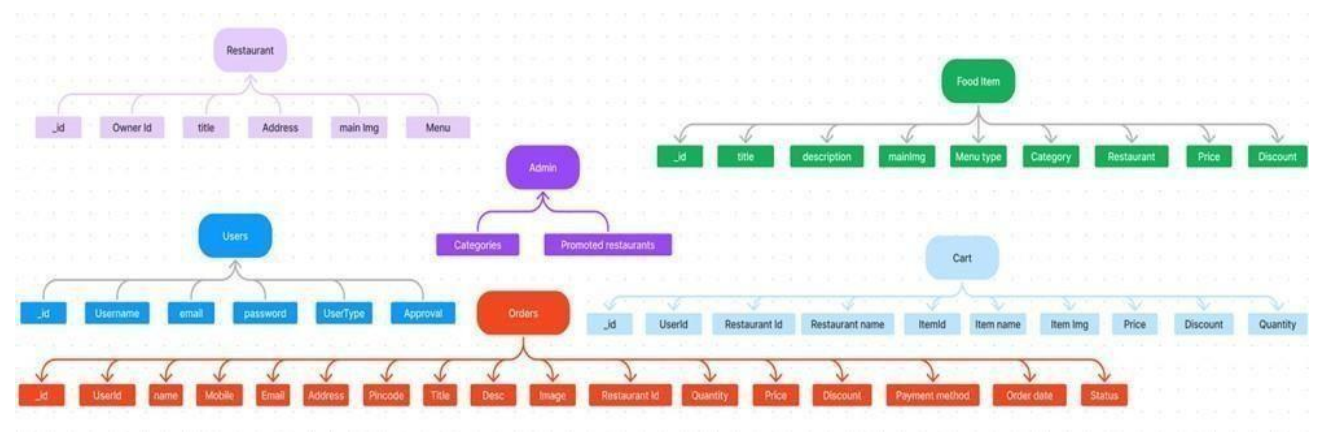 Restaurant
_id Owner Id title Address main Img Menu
Food Item
_id title description mainImg Menu type Category Restaurant Price Discount
Admin
Categories Promoted restaurants
Users
_id Username email password UserType Approval
Cart
_id UserId Restaurant Id Restaurant name ItemId Item name Item Img Price Discount Quantity
Orders
_id UserId name Mobile Email Address Pincode Title Desc Image Restaurant Id Quantity Price Discount Payment method Order date Status